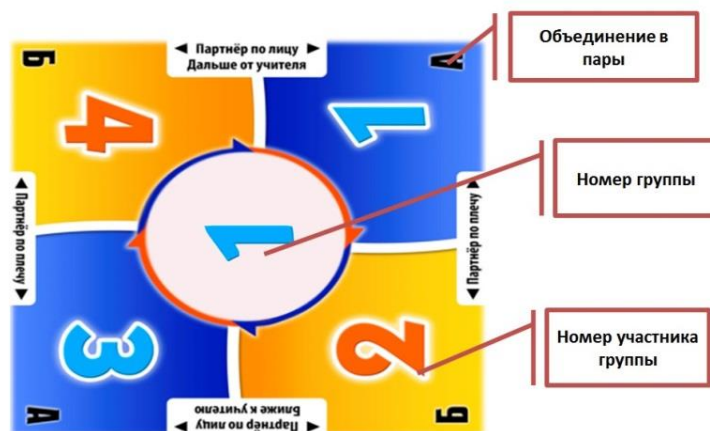 Б
◄ Партнёр по лицу ►
Дальше от учителя
А
Объединение в
пары
4
1
◄ Партнёр по плечу ►
1
◄ Партнёр по плечу ►
Номер группы
3
2
Номер участника
группы
А
◄ Партнёр по лицу ►
Ближе к учителю
Б